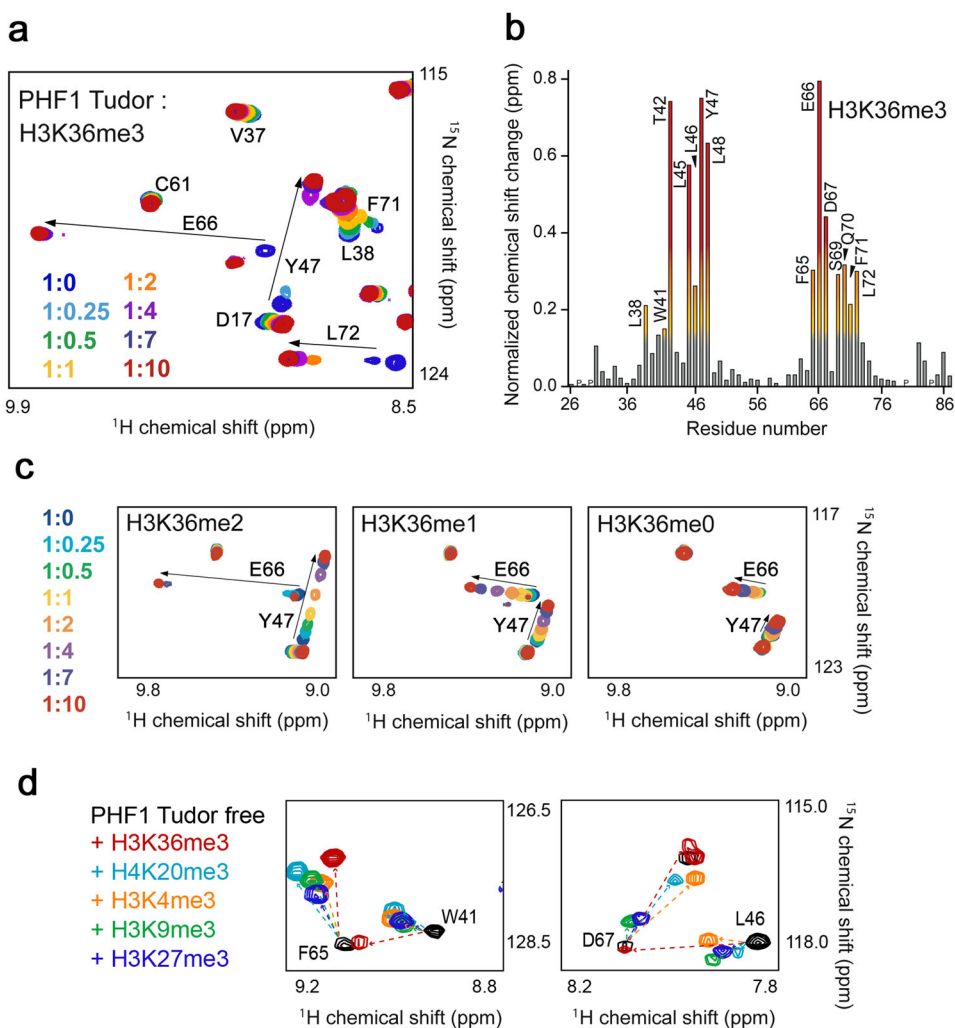 a
PHF1 Tudor :
H3K36me3
V37
C61
E66
F71
L38
Y47
D17
L72
1:0
1:2
1:0.25
1:4
1:0.5
1:7
1:1
1:10
115
124
¹⁵N chemical shift (ppm)
9.9
8.5
¹H chemical shift (ppm)
b
Normalized chemical shift change (ppm)
0.8
0.6
0.4
0.2
0.0
H3K36me3
L38
W41
T42
L45
L46
Y47
L48
F65
E66
D67
S69
Q70
F71
L72
P
P
P
P
26
36
46
56
66
76
86
Residue number
c
1:0
1:0.25
1:0.5
1:1
1:2
1:4
1:7
1:10
H3K36me2
E66
Y47
9.8
9.0
¹H chemical shift (ppm)
H3K36me1
E66
Y47
9.8
9.0
¹H chemical shift (ppm)
H3K36me0
E66
Y47
9.8
9.0
¹H chemical shift (ppm)
117
123
¹⁵N chemical shift (ppm)
d
PHF1 Tudor free
+ H3K36me3
+ H4K20me3
+ H3K4me3
+ H3K9me3
+ H3K27me3
F65
W41
126.5
128.5
9.2
8.8
¹H chemical shift (ppm)
D67
L46
115.0
118.0
8.2
7.8
¹H chemical shift (ppm)
¹⁵N chemical shift (ppm)